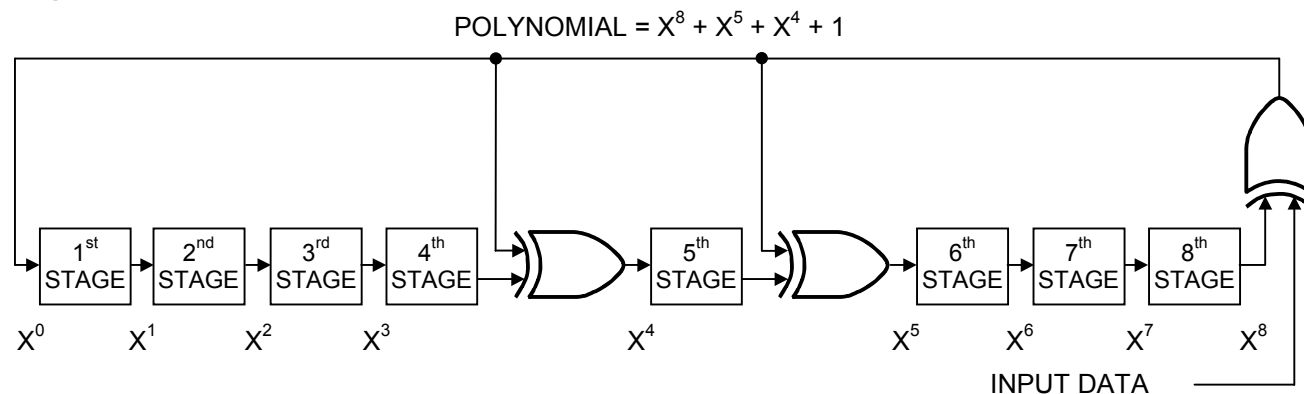 POLYNOMIAL = X⁸ + X⁵ + X⁴ + 1
1ˢᵗ STAGE
2ⁿᵈ STAGE
3ʳᵈ STAGE
4ᵗʰ STAGE
5ᵗʰ STAGE
6ᵗʰ STAGE
7ᵗʰ STAGE
8ᵗʰ STAGE
X⁰ X¹ X² X³ X⁴ X⁵ X⁶ X⁷ X⁸
INPUT DATA